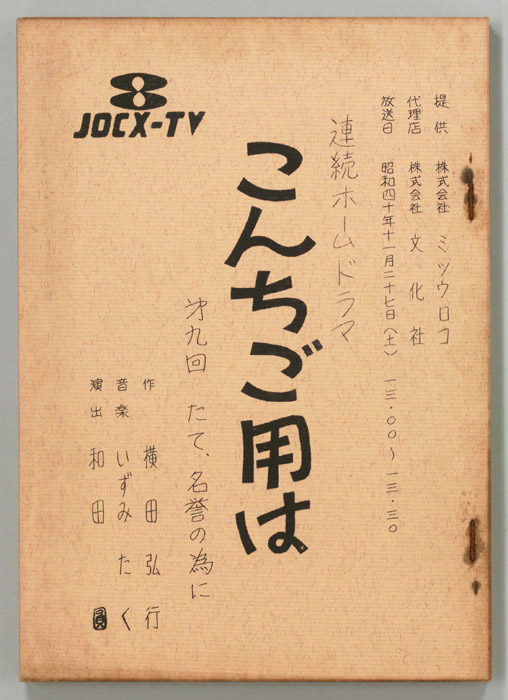 JOCX-TV
提供 株式会社 ミツウロコ
代理店 株式会社 文化社
放送日 昭和四十年十一月二十七日(土) 一三・〇〇〜一三・三〇
連続ホームドラマ
こんちご用は
才九回 たて、名誉の為に
作 横田弘行
音楽 いずみたく
演出 和田圓